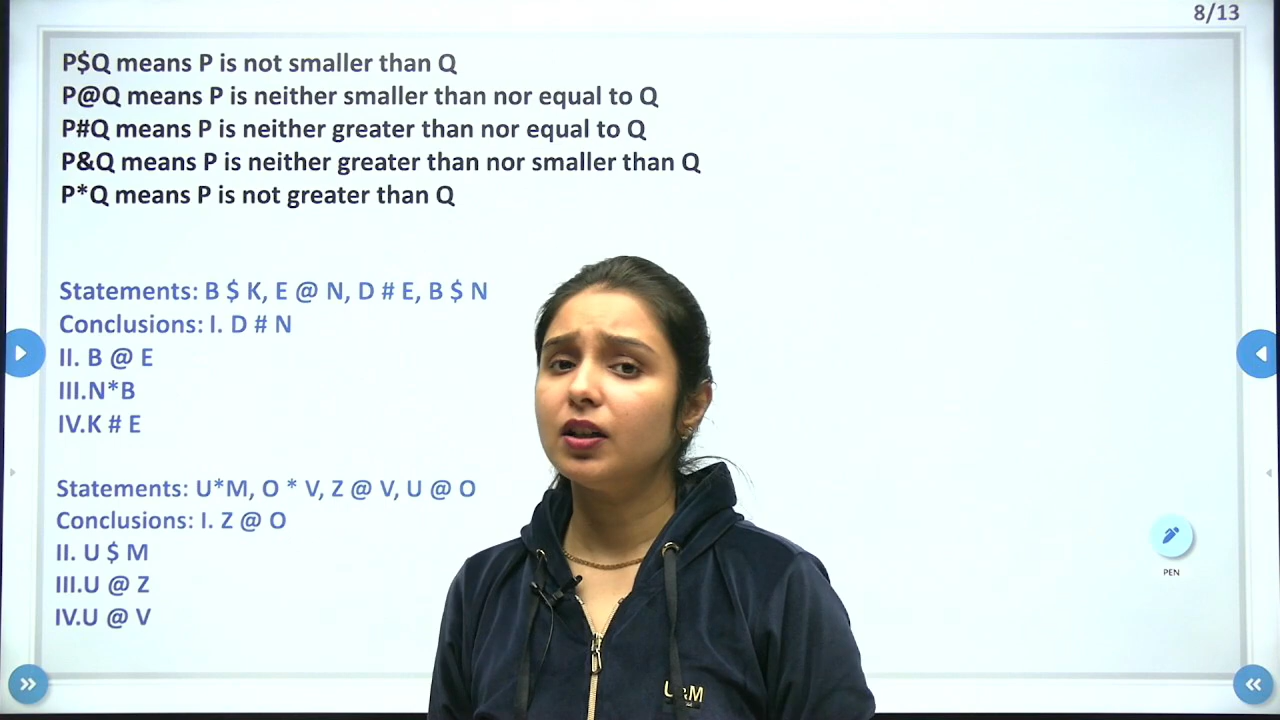 8/13
P$Q means P is not smaller than Q
P@Q means P is neither smaller than nor equal to Q
P#Q means P is neither greater than nor equal to Q
P&Q means P is neither greater than nor smaller than Q
P*Q means P is not greater than Q
Statements: B $ K, E @ N, D # E, B $ N
Conclusions: I. D # N
II. B @ E
III.N*B
IV.K # E
Statements: U*M, O * V, Z @ V, U @ O
Conclusions: I. Z @ O
II. U $ M
III.U @ Z
IV.U @ V
PEN
U&M